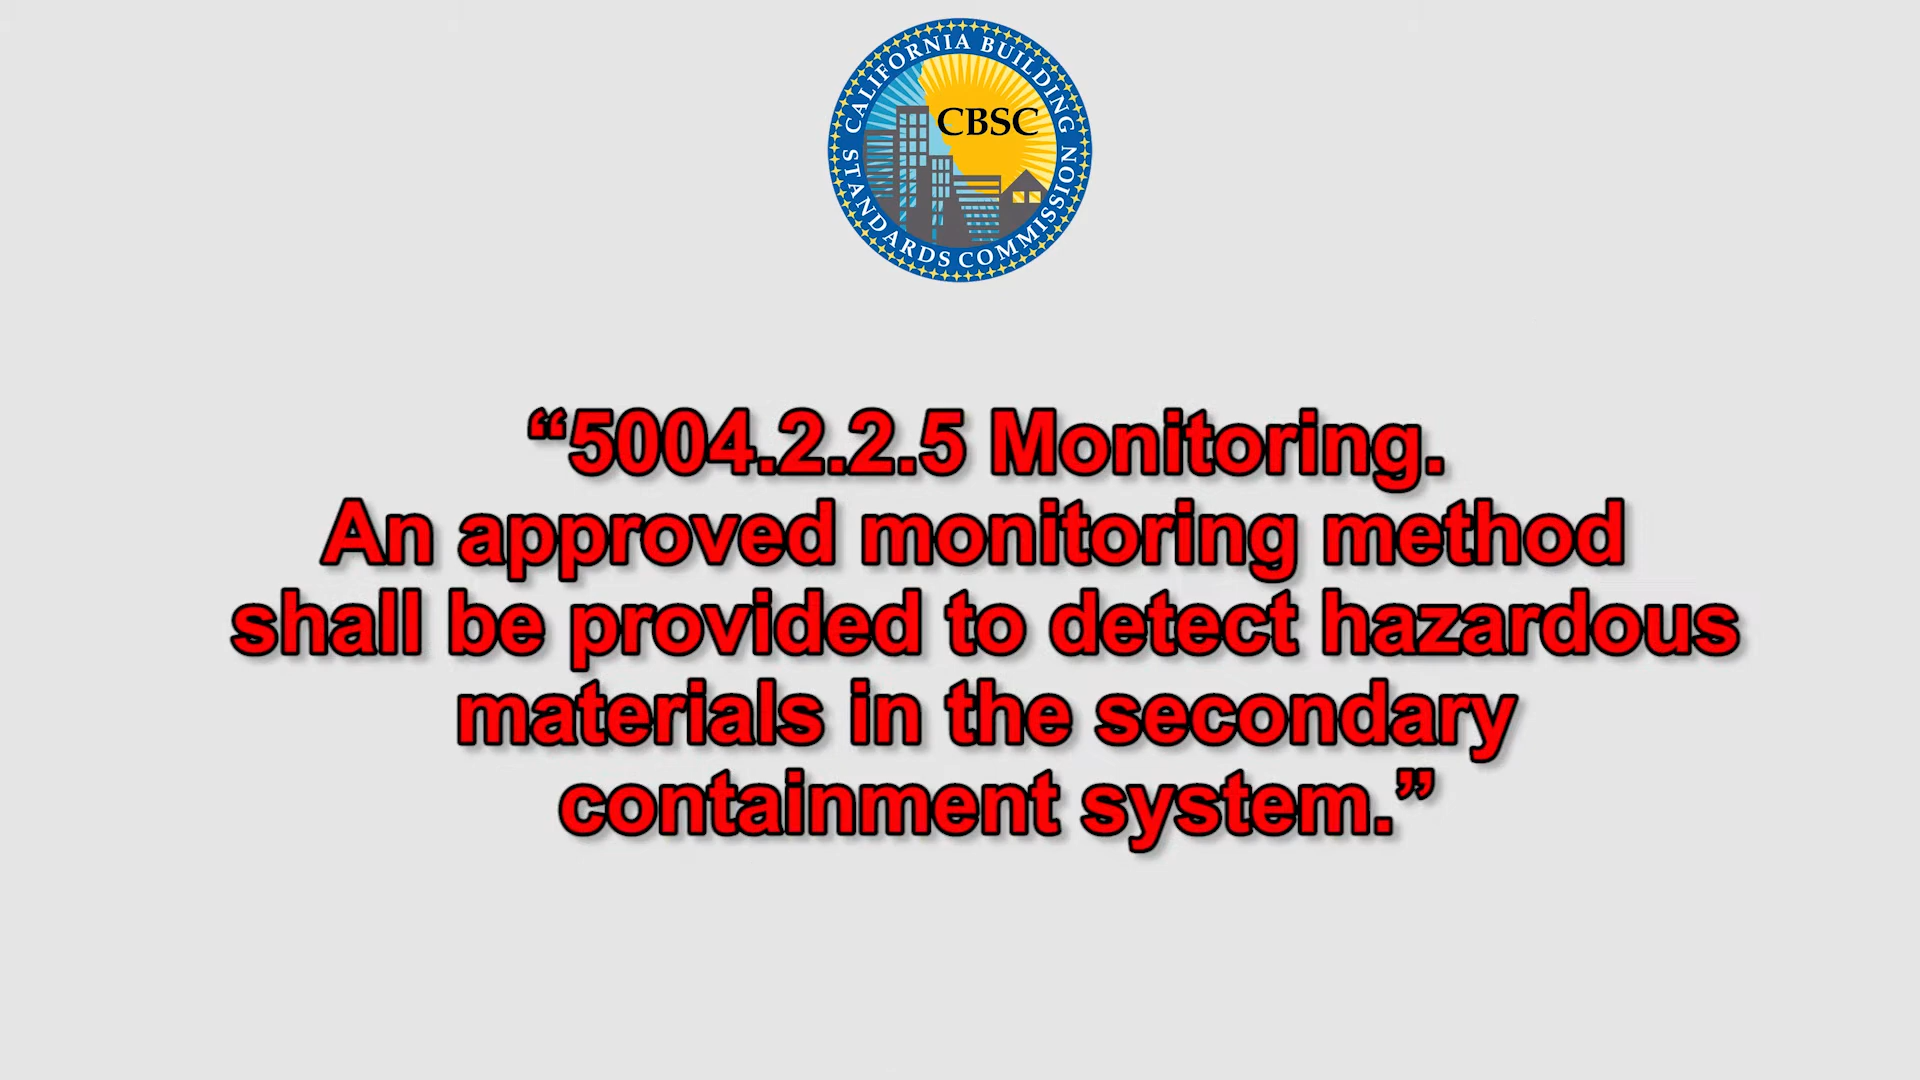 CALIFORNIA BUILDING
STANDARDS COMMISSION
CBSC
“5004.2.2.5 Monitoring.
An approved monitoring method
shall be provided to detect hazardous
materials in the secondary
containment system.”